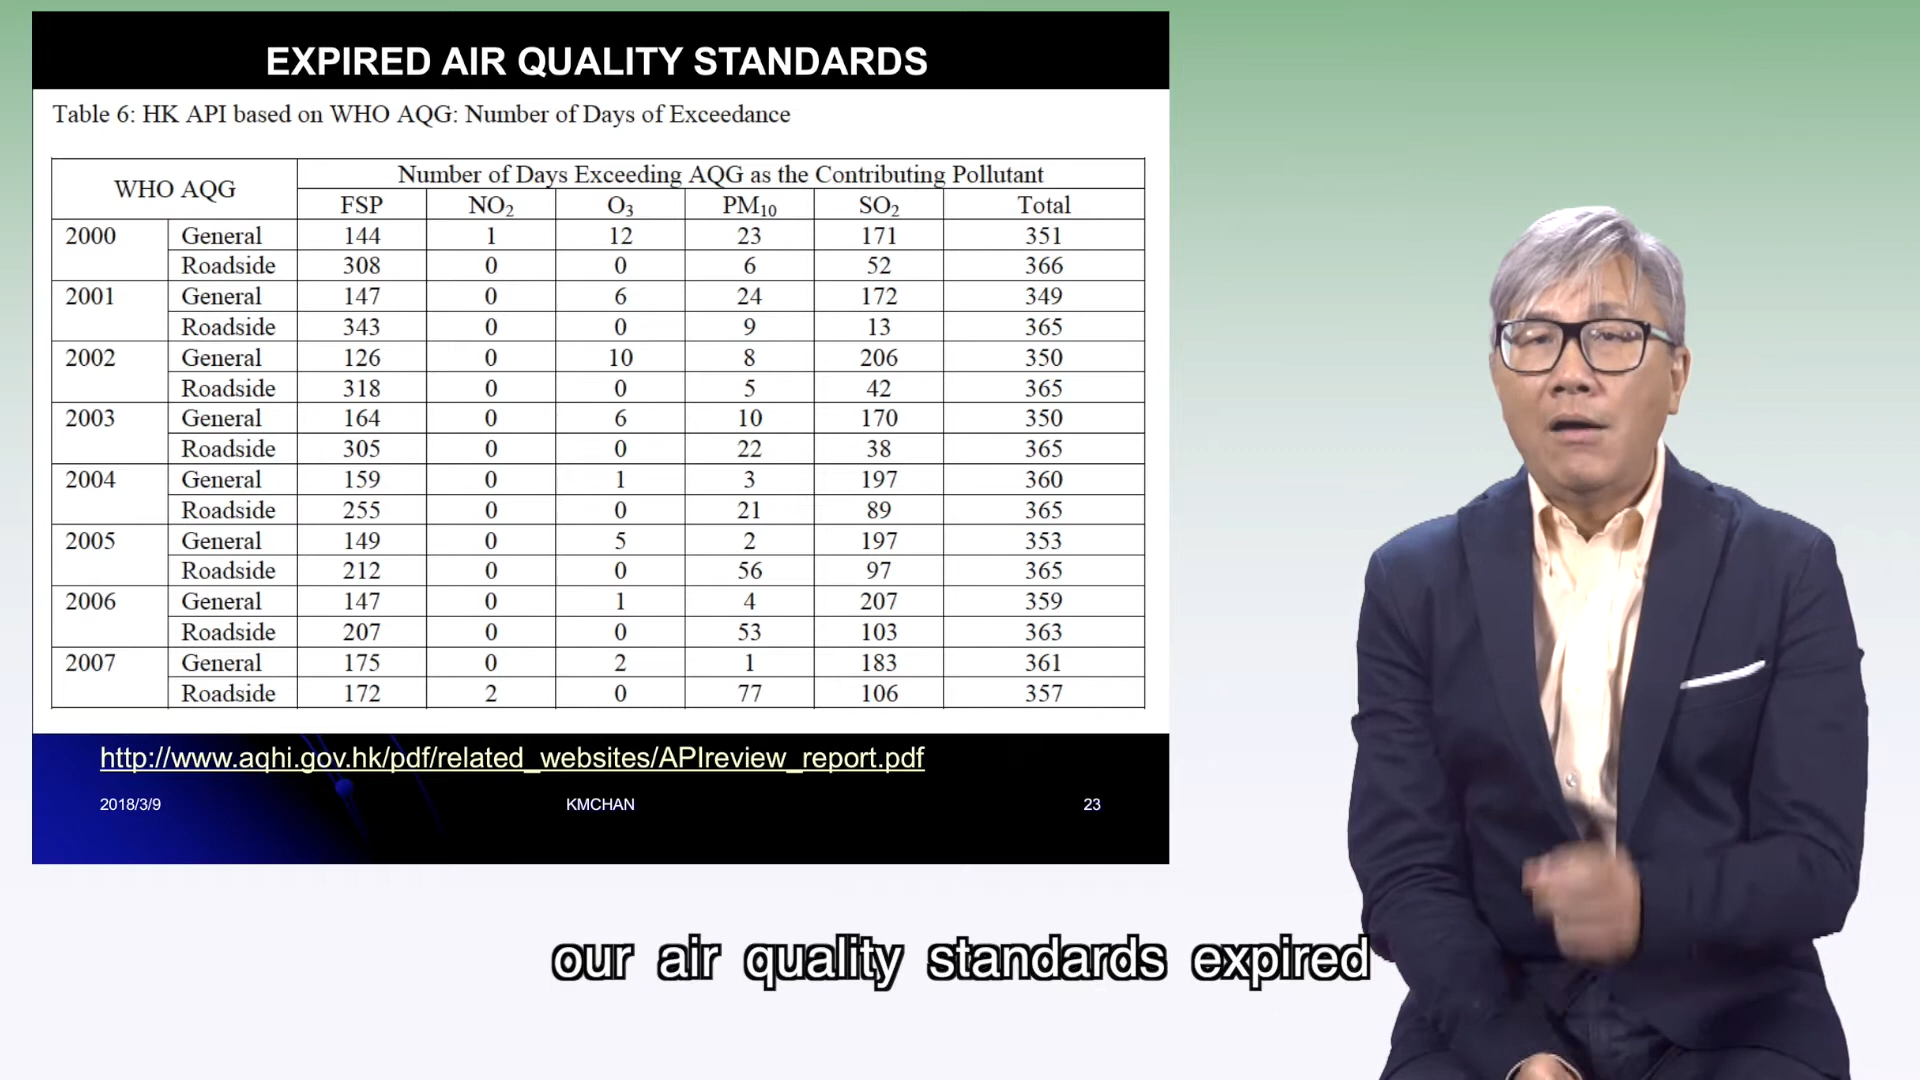 EXPIRED AIR QUALITY STANDARDS
Table 6: HK API based on WHO AQG: Number of Days of Exceedance
WHO AQG Number of Days Exceeding AQG as the Contributing Pollutant
FSP NO2 O3 PM10 SO2 Total
2000 General 144 1 12 23 171 351
Roadside 308 0 0 6 52 366
2001 General 147 0 6 24 172 349
Roadside 343 0 0 9 13 365
2002 General 126 0 10 8 206 350
Roadside 318 0 0 5 42 365
2003 General 164 0 6 10 170 350
Roadside 305 0 0 22 38 365
2004 General 159 0 1 3 197 360
Roadside 255 0 0 21 89 365
2005 General 149 0 5 2 197 353
Roadside 212 0 0 56 97 365
2006 General 147 0 1 4 207 359
Roadside 207 0 0 53 103 363
2007 General 175 0 2 1 183 361
Roadside 172 2 0 77 106 357
http://www.aqhi.gov.hk/pdf/related_websites/APIreview_report.pdf
2018/3/9 KMCHAN 23
our air quality standards expired